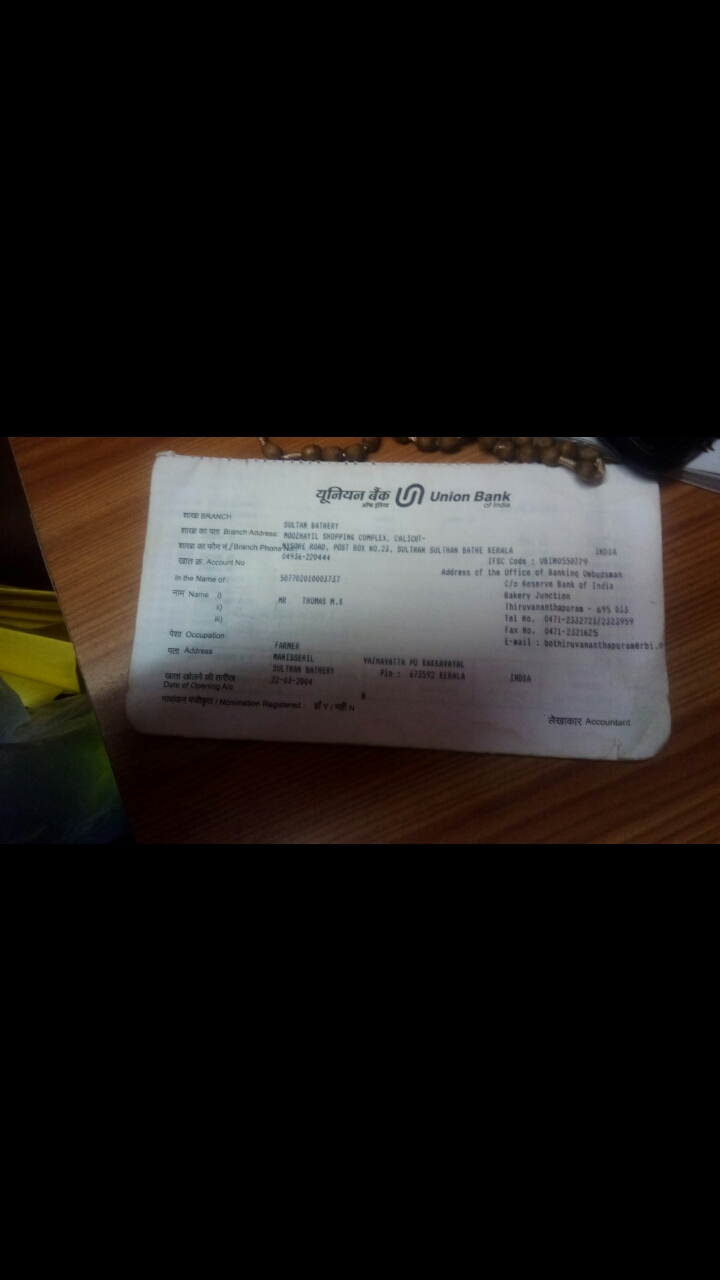 यूनियन बैंक Union Bank
ऑफ इंडिया of India
शाखा BRANCH
SULTAN BATHERY
शाखा का पता Branch Address
MOOZHAYIL SHOPPING COMPLEX, CALICUT-
MYSORE ROAD, POST BOX NO.23, SULTHAN SULTHAN BATHE KERALA INDIA
शाखा का फोन नं./Branch Phone No.
04936-220444
IFSC Code : UBIN0550779
खाता क्र. Account No
507702010003737
Address of the Office of Banking Ombudsman
C/o Reserve Bank of India
Bakery Junction
Thiruvananthapuram - 695 033
Tel No. 0471-2332723/2323959
Fax No. 0471-2321625
E-mail : bothiruvananthapuram@rbi.o
In the Name of :
नाम Name i) MR THOMAS M.X
ii)
iii)
पेशा Occupation FARMER
पता Address MANISSERIL VAZHAVATTA PO KAKKAVAYAL
SULTHAN BATHERY Pin : 673592 KERALA INDIA
खाता खोलने की तारीख 22-03-2004
Date of Opening A/c
N
नामांकन पंजीकृत / Nomination Registered : हाँ Y / नहीं N
लेखाकार Accountant